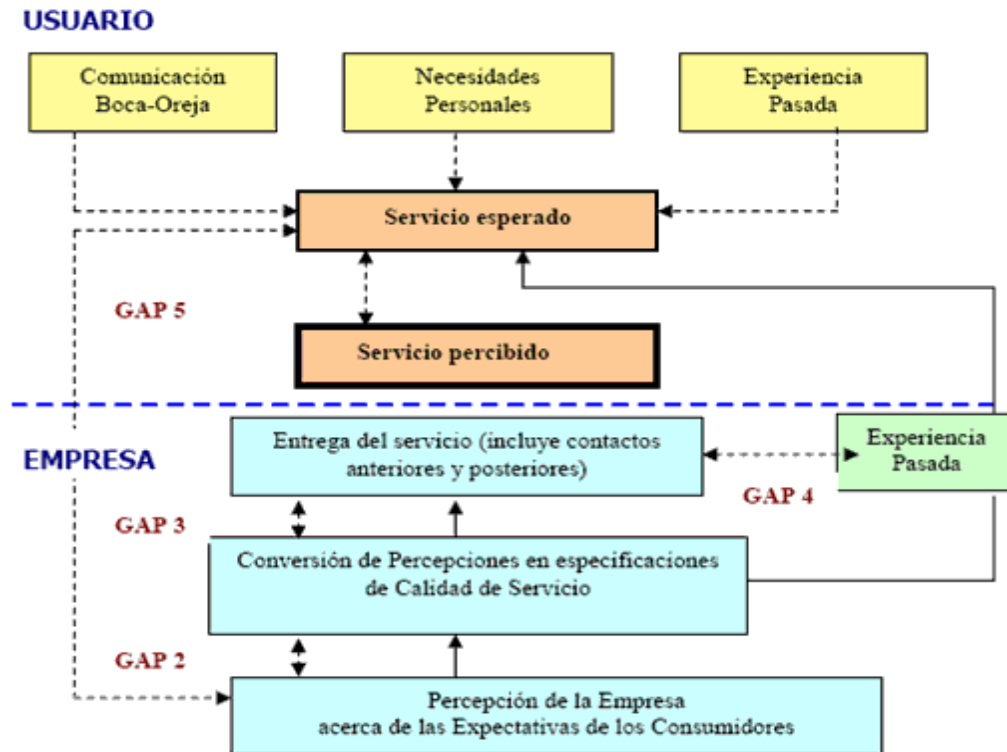 USUARIO
Comunicación
Boca-Oreja
Necesidades
Personales
Experiencia
Pasada
Servicio esperado
GAP 5
Servicio percibido
EMPRESA
Entrega del servicio (incluye contactos
anteriores y posteriores)
Experiencia
Pasada
GAP 4
GAP 3
Conversión de Percepciones en especificaciones
de Calidad de Servicio
GAP 2
Percepción de la Empresa
acerca de las Expectativas de los Consumidores